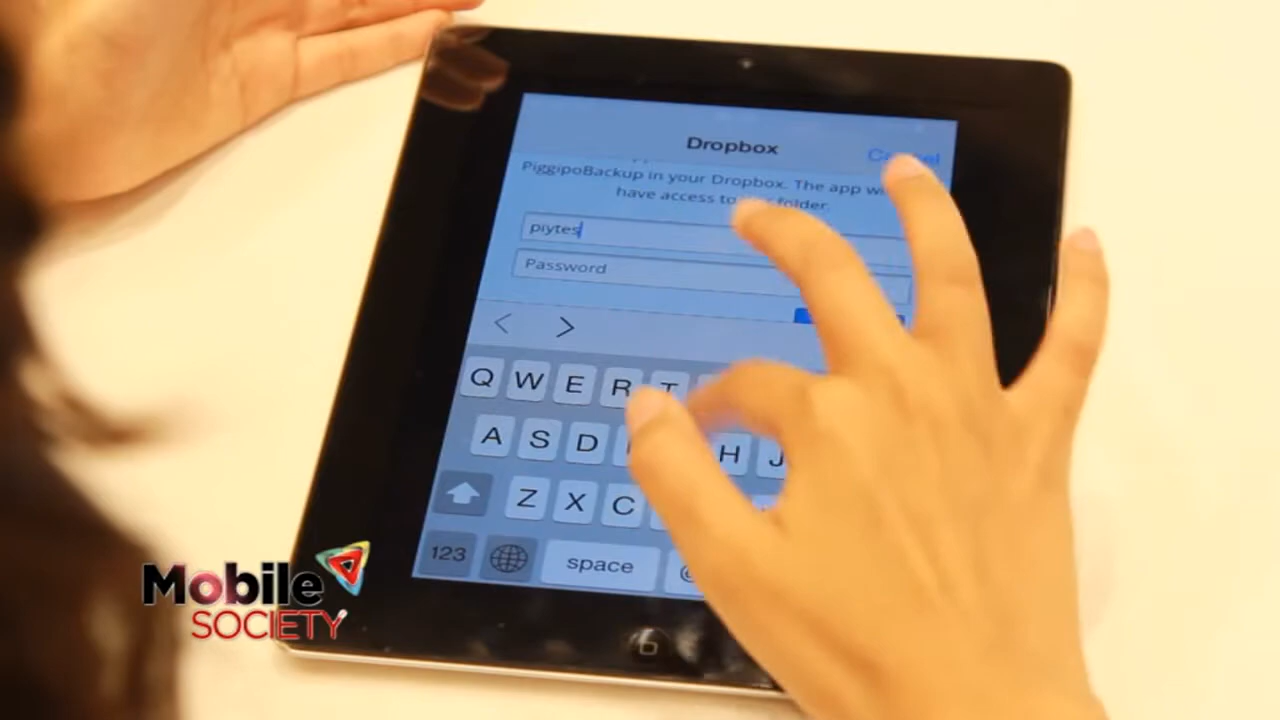 Dropbox
PiggipoBackup in your Dropbox. The app
have access to folder.
piytes
Password
Q W E R T
A S D H J
Z X C
123 space
Mobile
SOCIETY